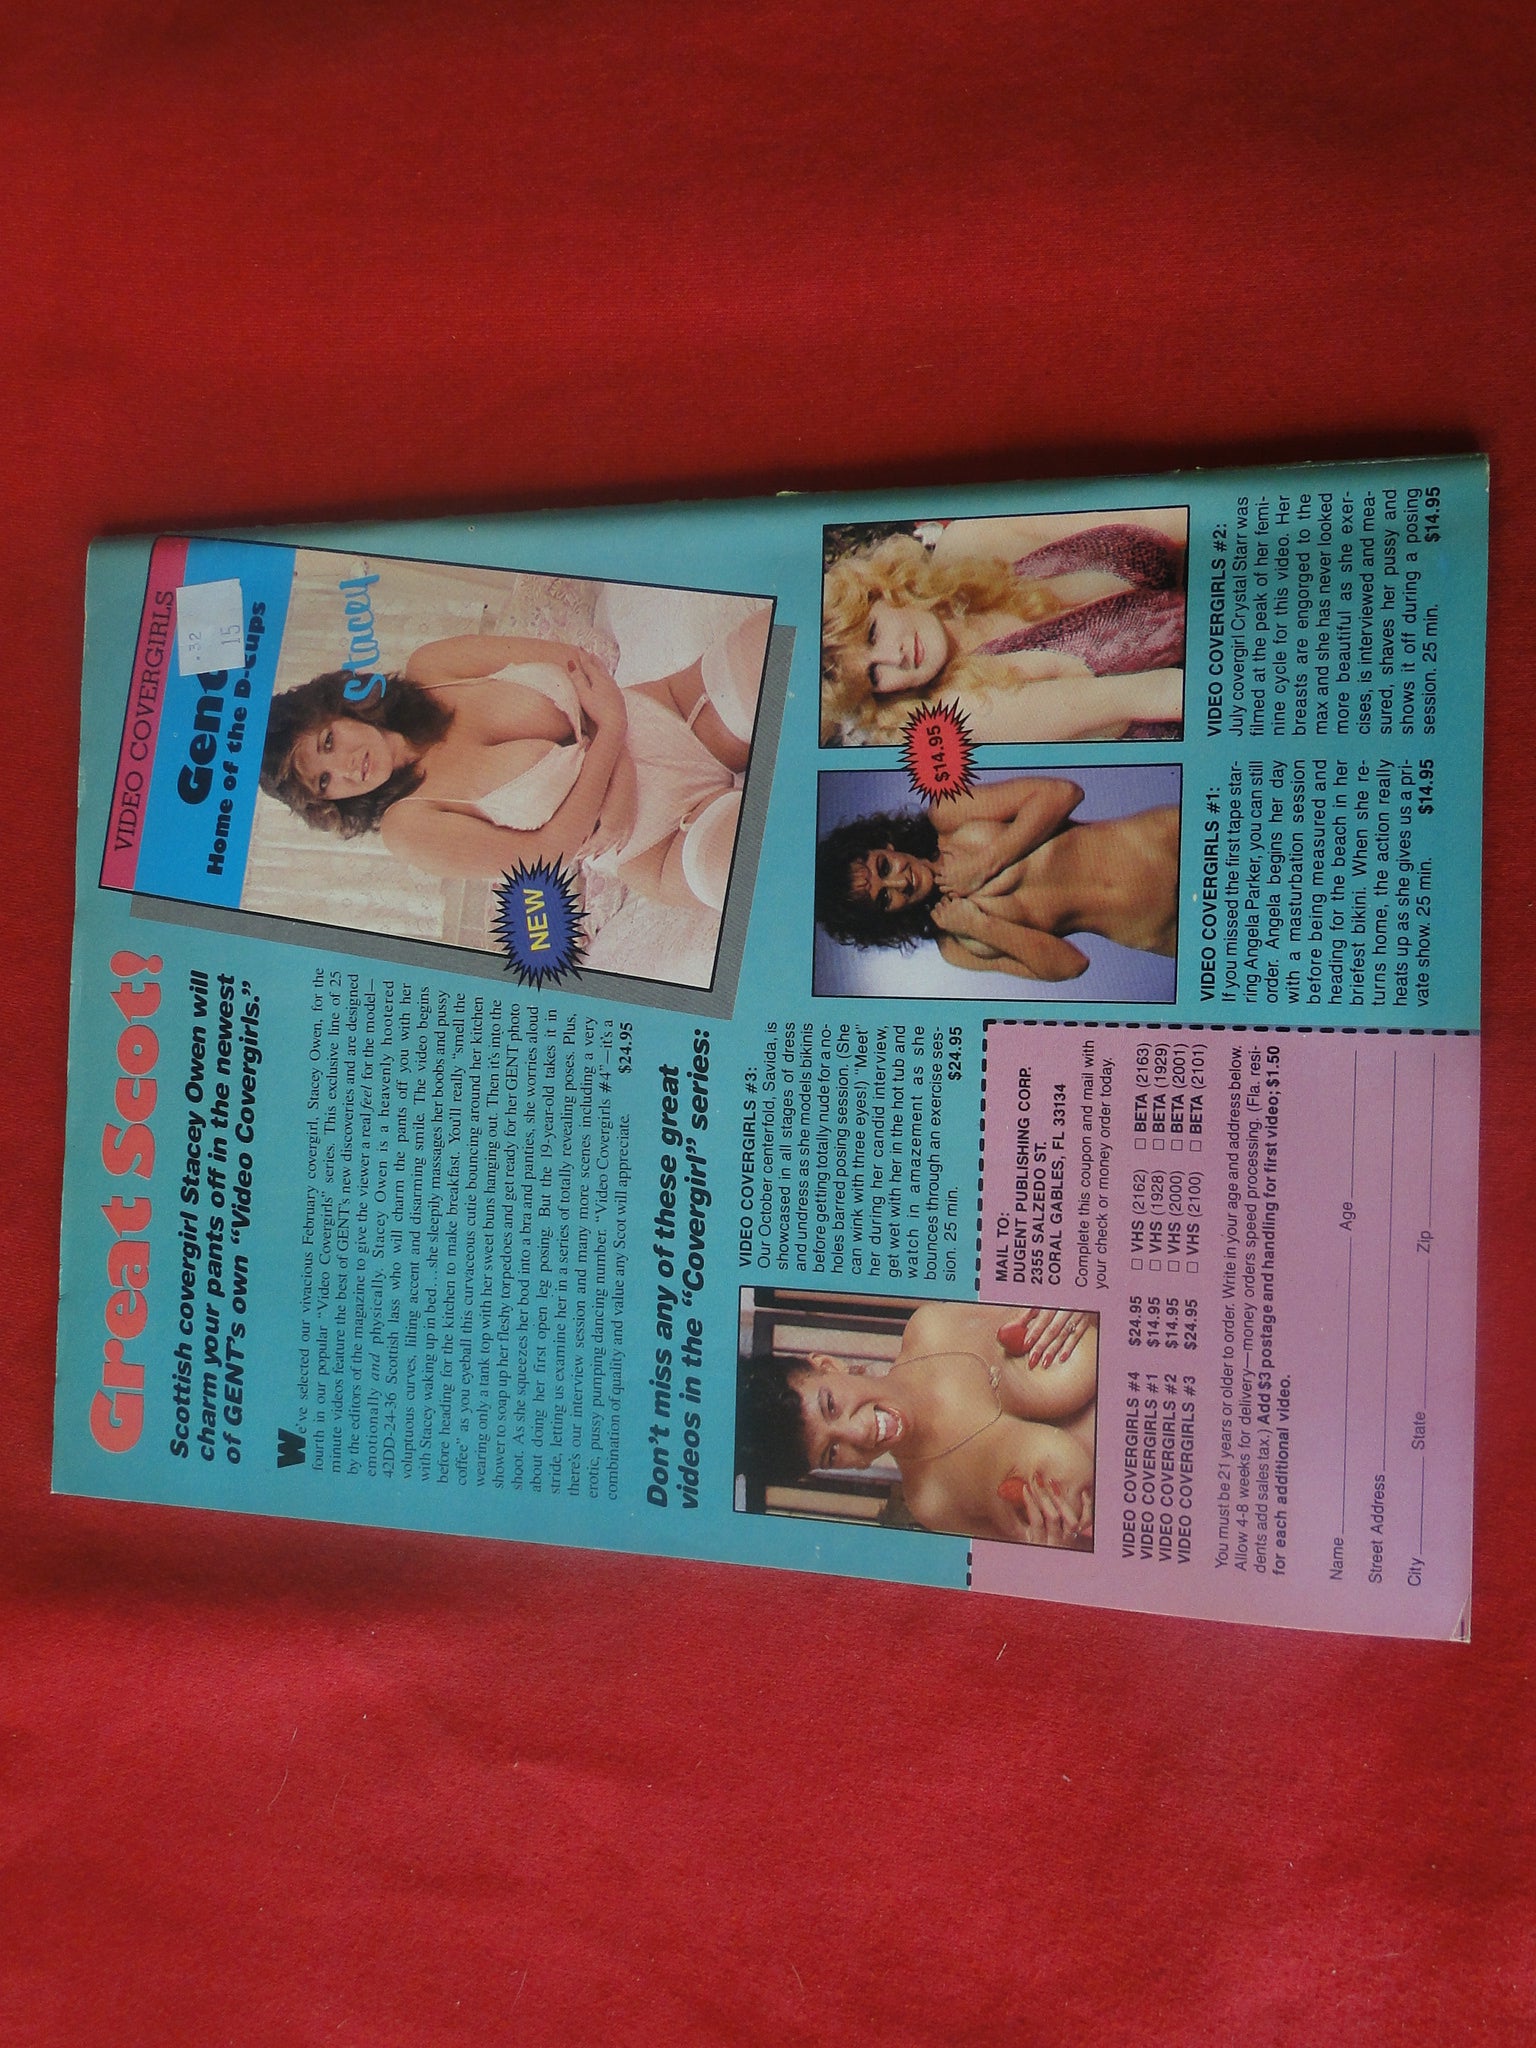 Great Scot!
Scottish covergirl Stacey Owen will
charm your pants off in the newest
of GENT's own "Video Covergirls."
We've selected our vivacious February covergirl, Stacey Owen, for the
fourth in our popular "Video Covergirls" series. This exclusive line of 25
minute videos feature the best of GENT's new discoveries and are designed
by the editors of the magazine to give the viewer a real feel for the model—
emotionally and physically. Stacey Owen is a heavenly hootered
42DD-24-36 Scottish lass who will charm the pants off you with her
voluptuous curves, lilting accent and disarming smile. The video begins
with Stacey waking up in bed...she sleepily massages her boobs and pussy
before heading for the kitchen to make breakfast. You'll really "smell the
coffee" as you eyeball this curvaceous cutie bouncing around her kitchen
wearing only a tank top with her sweet buns hanging out. Then it's into the
shower to soap up her fleshy torpedoes and get ready for her GENT photo
shoot. As she squeezes her bod into a bra and panties, she worries aloud
about doing her first open leg posing. But the 19-year-old takes it in
stride, letting us examine her in a series of totally revealing poses. Plus,
there's our interview session and many more scenes including a very
erotic, pussy pumping dancing number. "Video Covergirls #4"—it's a
combination of quality and value any Scot will appreciate. $24.95
VIDEO COVERGIRLS
Gent
Home of the D-Cups
.32
15
Stacey
NEW
Don't miss any of these great
videos in the "Covergirl" series:
VIDEO COVERGIRLS #3:
Our October centerfold, Savida, is
showcased in all stages of dress
and undress as she models bikinis
before getting totally nude for a no-
holes barred posing session. (She
can wink with three eyes!) "Meet"
her during her candid interview,
get wet with her in the hot tub and
watch in amazement as she
bounces through an exercise ses-
sion. 25 min. $24.95
$14.95
VIDEO COVERGIRLS #1:
If you missed the first tape star-
ring Angela Parker, you can still
order. Angela begins her day
with a masturbation session
before being measured and
heading for the beach in her
briefest bikini. When she re-
turns home, the action really
heats up as she gives us a pri-
vate show. 25 min. $14.95
VIDEO COVERGIRLS #2:
July covergirl Crystal Starr was
filmed at the peak of her femi-
nine cycle for this video. Her
breasts are engorged to the
max and she has never looked
more beautiful as she exer-
cises, is interviewed and mea-
sured, shaves her pussy and
shows it off during a posing
session. 25 min. $14.95
MAIL TO:
DUGENT PUBLISHING CORP.
2355 SALZEDO ST.
CORAL GABLES, FL 33134
Complete this coupon and mail with
your check or money order today.
VIDEO COVERGIRLS #4 $24.95 □ VHS (2162) □ BETA (2163)
VIDEO COVERGIRLS #1 $14.95 □ VHS (1928) □ BETA (1929)
VIDEO COVERGIRLS #2 $14.95 □ VHS (2000) □ BETA (2001)
VIDEO COVERGIRLS #3 $24.95 □ VHS (2100) □ BETA (2101)
You must be 21 years or older to order. Write in your age and address below.
Allow 4-8 weeks for delivery—money orders speed processing. (Fla. resi-
dents add sales tax.) Add $3 postage and handling for first video; $1.50
for each additional video.
Name Age
Street Address
City State Zip